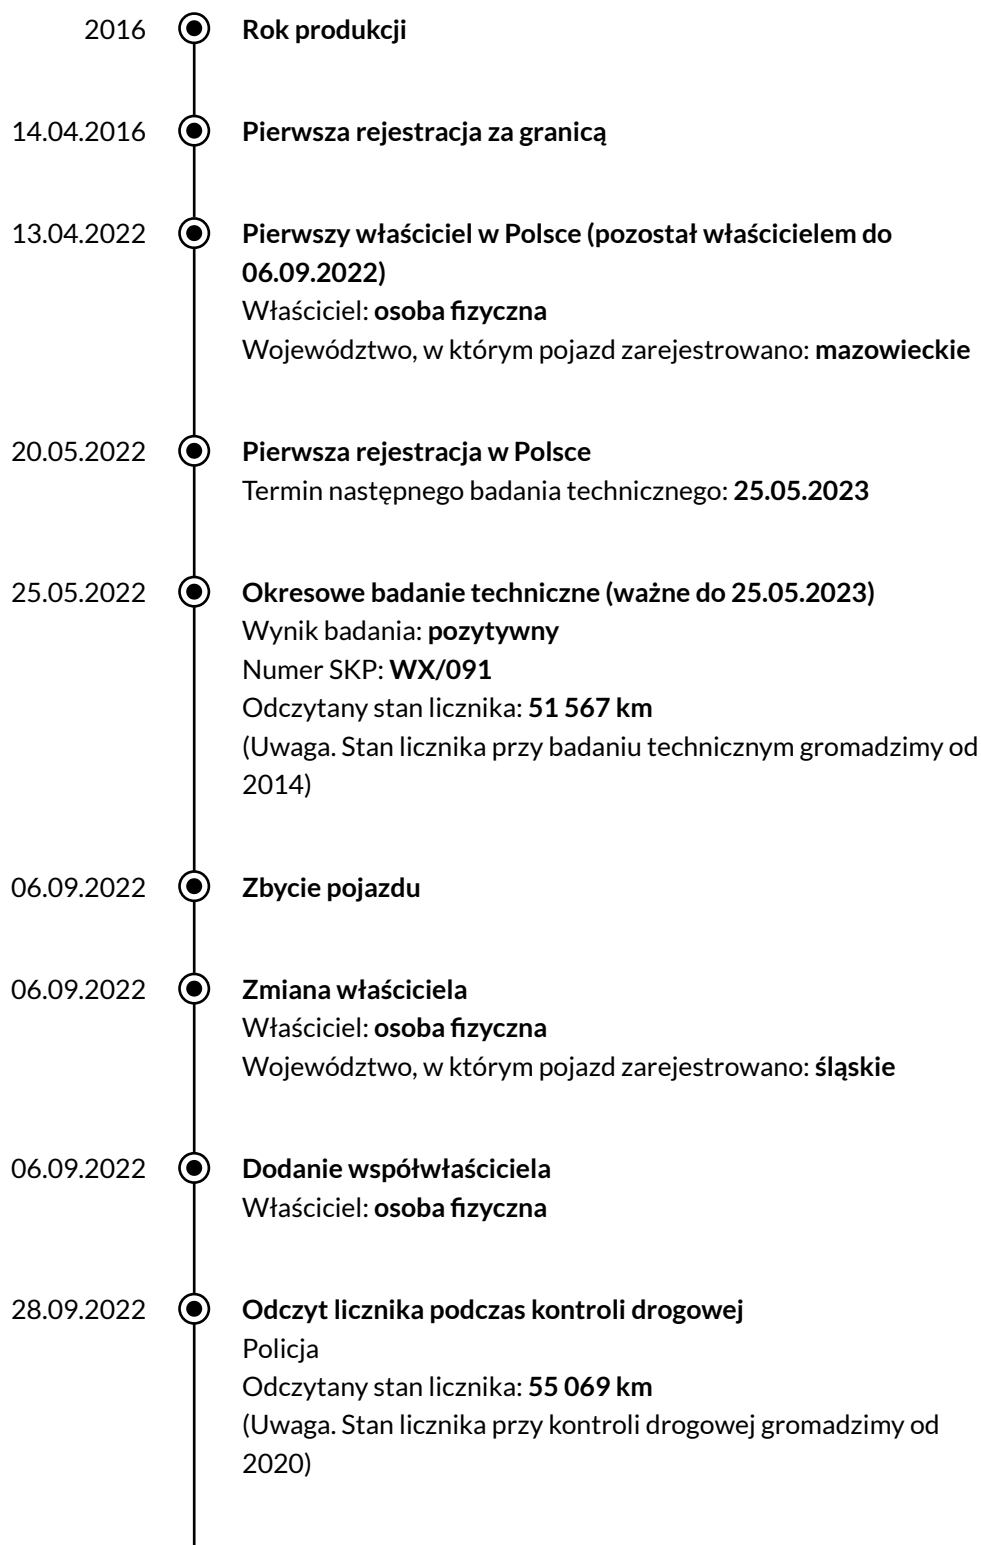 2016 Rok produkcji
14.04.2016 Pierwsza rejestracja za granicą
13.04.2022 Pierwszy właściciel w Polsce (pozostał właścicielem do
06.09.2022)
Właściciel: osoba fizyczna
Województwo, w którym pojazd zarejestrowano: mazowieckie
20.05.2022 Pierwsza rejestracja w Polsce
Termin następnego badania technicznego: 25.05.2023
25.05.2022 Okresowe badanie techniczne (ważne do 25.05.2023)
Wynik badania: pozytywny
Numer SKP: WX/091
Odczytany stan licznika: 51 567 km
(Uwaga. Stan licznika przy badaniu technicznym gromadzimy od
2014)
06.09.2022 Zbycie pojazdu
06.09.2022 Zmiana właściciela
Właściciel: osoba fizyczna
Województwo, w którym pojazd zarejestrowano: śląskie
06.09.2022 Dodanie współwłaściciela
Właściciel: osoba fizyczna
28.09.2022 Odczyt licznika podczas kontroli drogowej
Policja
Odczytany stan licznika: 55 069 km
(Uwaga. Stan licznika przy kontroli drogowej gromadzimy od
2020)